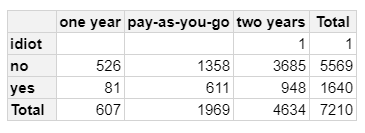 one year pay-as-you-go two years Total
idiot 1 1
no 526 1358 3685 5569
yes 81 611 948 1640
Total 607 1969 4634 7210